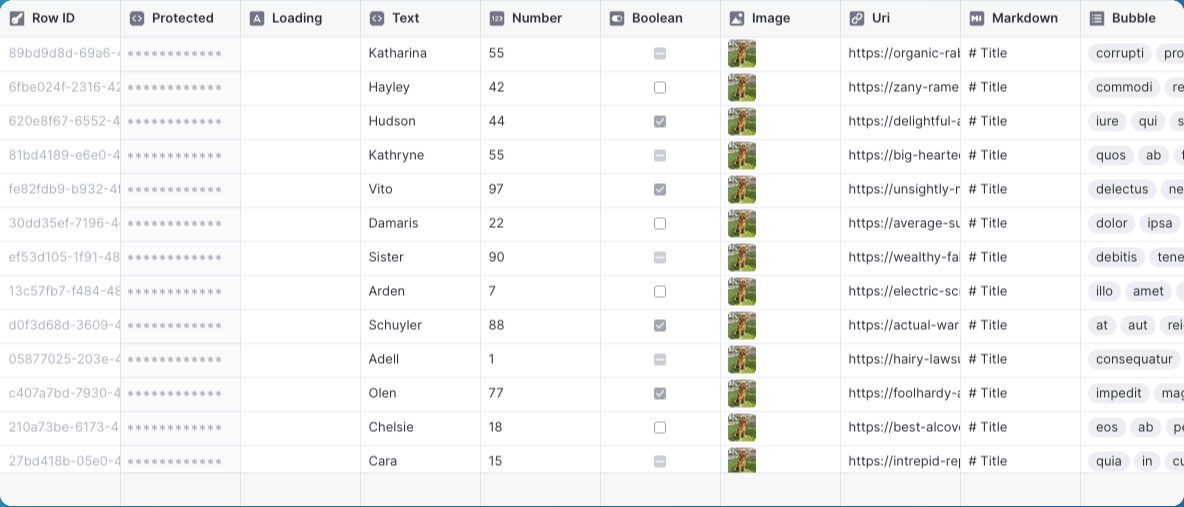 Row ID Protected Loading Text Number Boolean Image Uri Markdown Bubble
89bd9d8d-69a6- ************ Katharina 55 https://organic-ra # Title corrupti pro
6fbe024f-2316-42 ************ Hayley 42 https://zany-rame # Title commodi re
620e8f67-6552-4 ************ Hudson 44 https://delightful- # Title iure qui s
81bd4189-e6e0-4 ************ Kathryne 55 https://big-hearte # Title quos ab f
fe82fdb9-b932-4 ************ Vito 97 https://unsightly-r # Title delectus ne
30dd35ef-7196-4 ************ Damaris 22 https://average-su # Title dolor ipsa
ef53d105-1f91-48 ************ Sister 90 https://wealthy-fa # Title debitis tene
13c57fb7-f484-48 ************ Arden 7 https://electric-sc # Title illo amet
d0f3d68d-3609-4 ************ Schuyler 88 https://actual-war # Title at aut rei
05877025-203e-4 ************ Adell 1 https://hairy-laws # Title consequatur
c407a7bd-7930-4 ************ Olen 77 https://foolhardy- # Title impedit mag
210a73be-6173-4 ************ Chelsie 18 https://best-alcov # Title eos ab pe
27bd418b-05e0-4 ************ Cara 15 https://intrepid-re # Title quia in cu